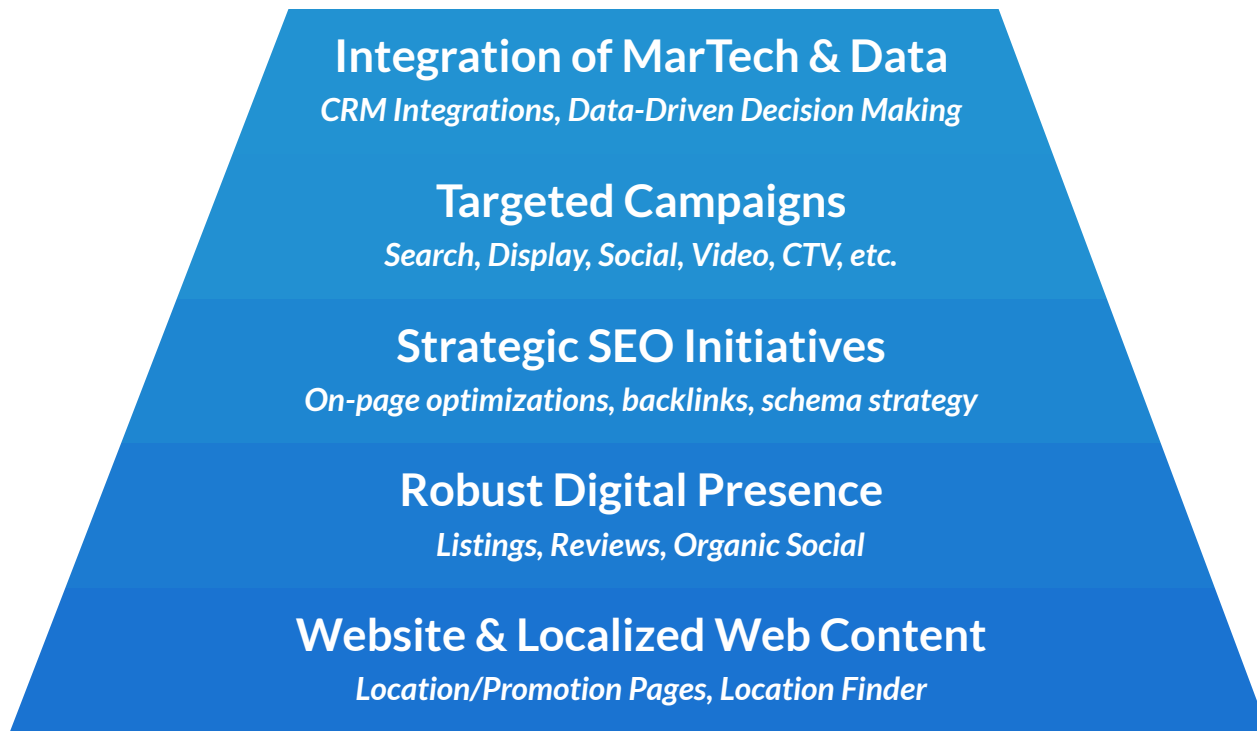 Integration of MarTech & Data
CRM Integrations, Data-Driven Decision Making
Targeted Campaigns
Search, Display, Social, Video, CTV, etc.
Strategic SEO Initiatives
On-page optimizations, backlinks, schema strategy
Robust Digital Presence
Listings, Reviews, Organic Social
Website & Localized Web Content
Location/Promotion Pages, Location Finder